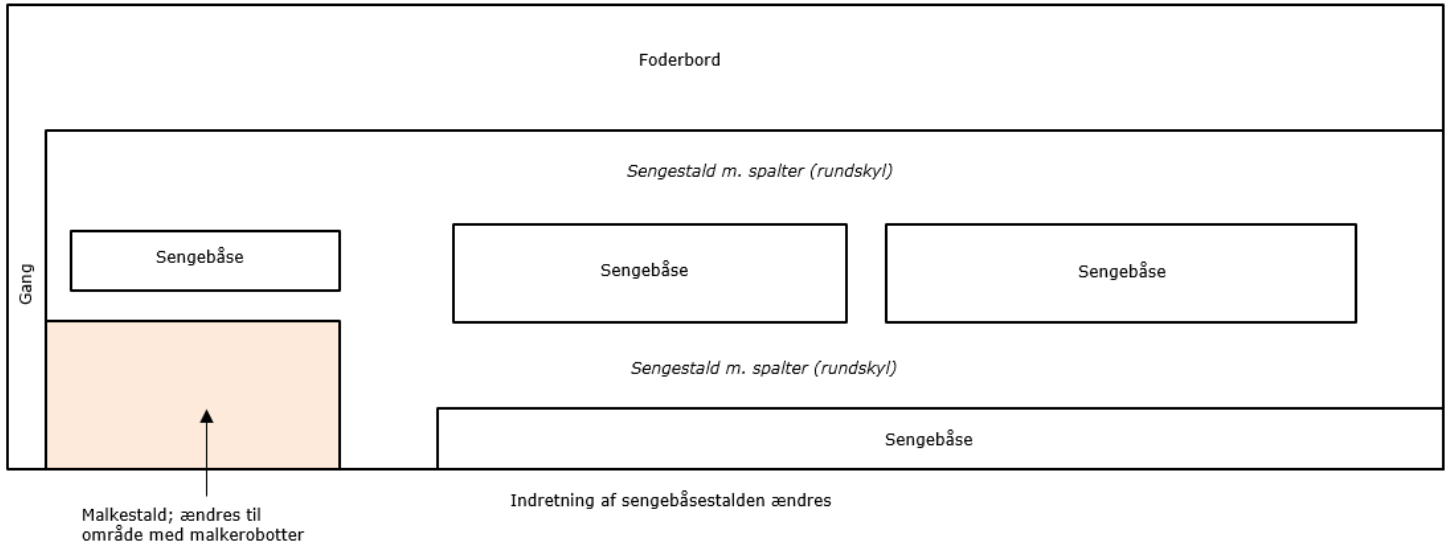 Foderbord
Sengestald m. spalter (rundskyl)
Sengebåse
Sengebåse
Sengebåse
Gang
Sengestald m. spalter (rundskyl)
Sengebåse
Indretning af sengebåsestalden ændres
Malkestald; ændres til
område med malkerobotter